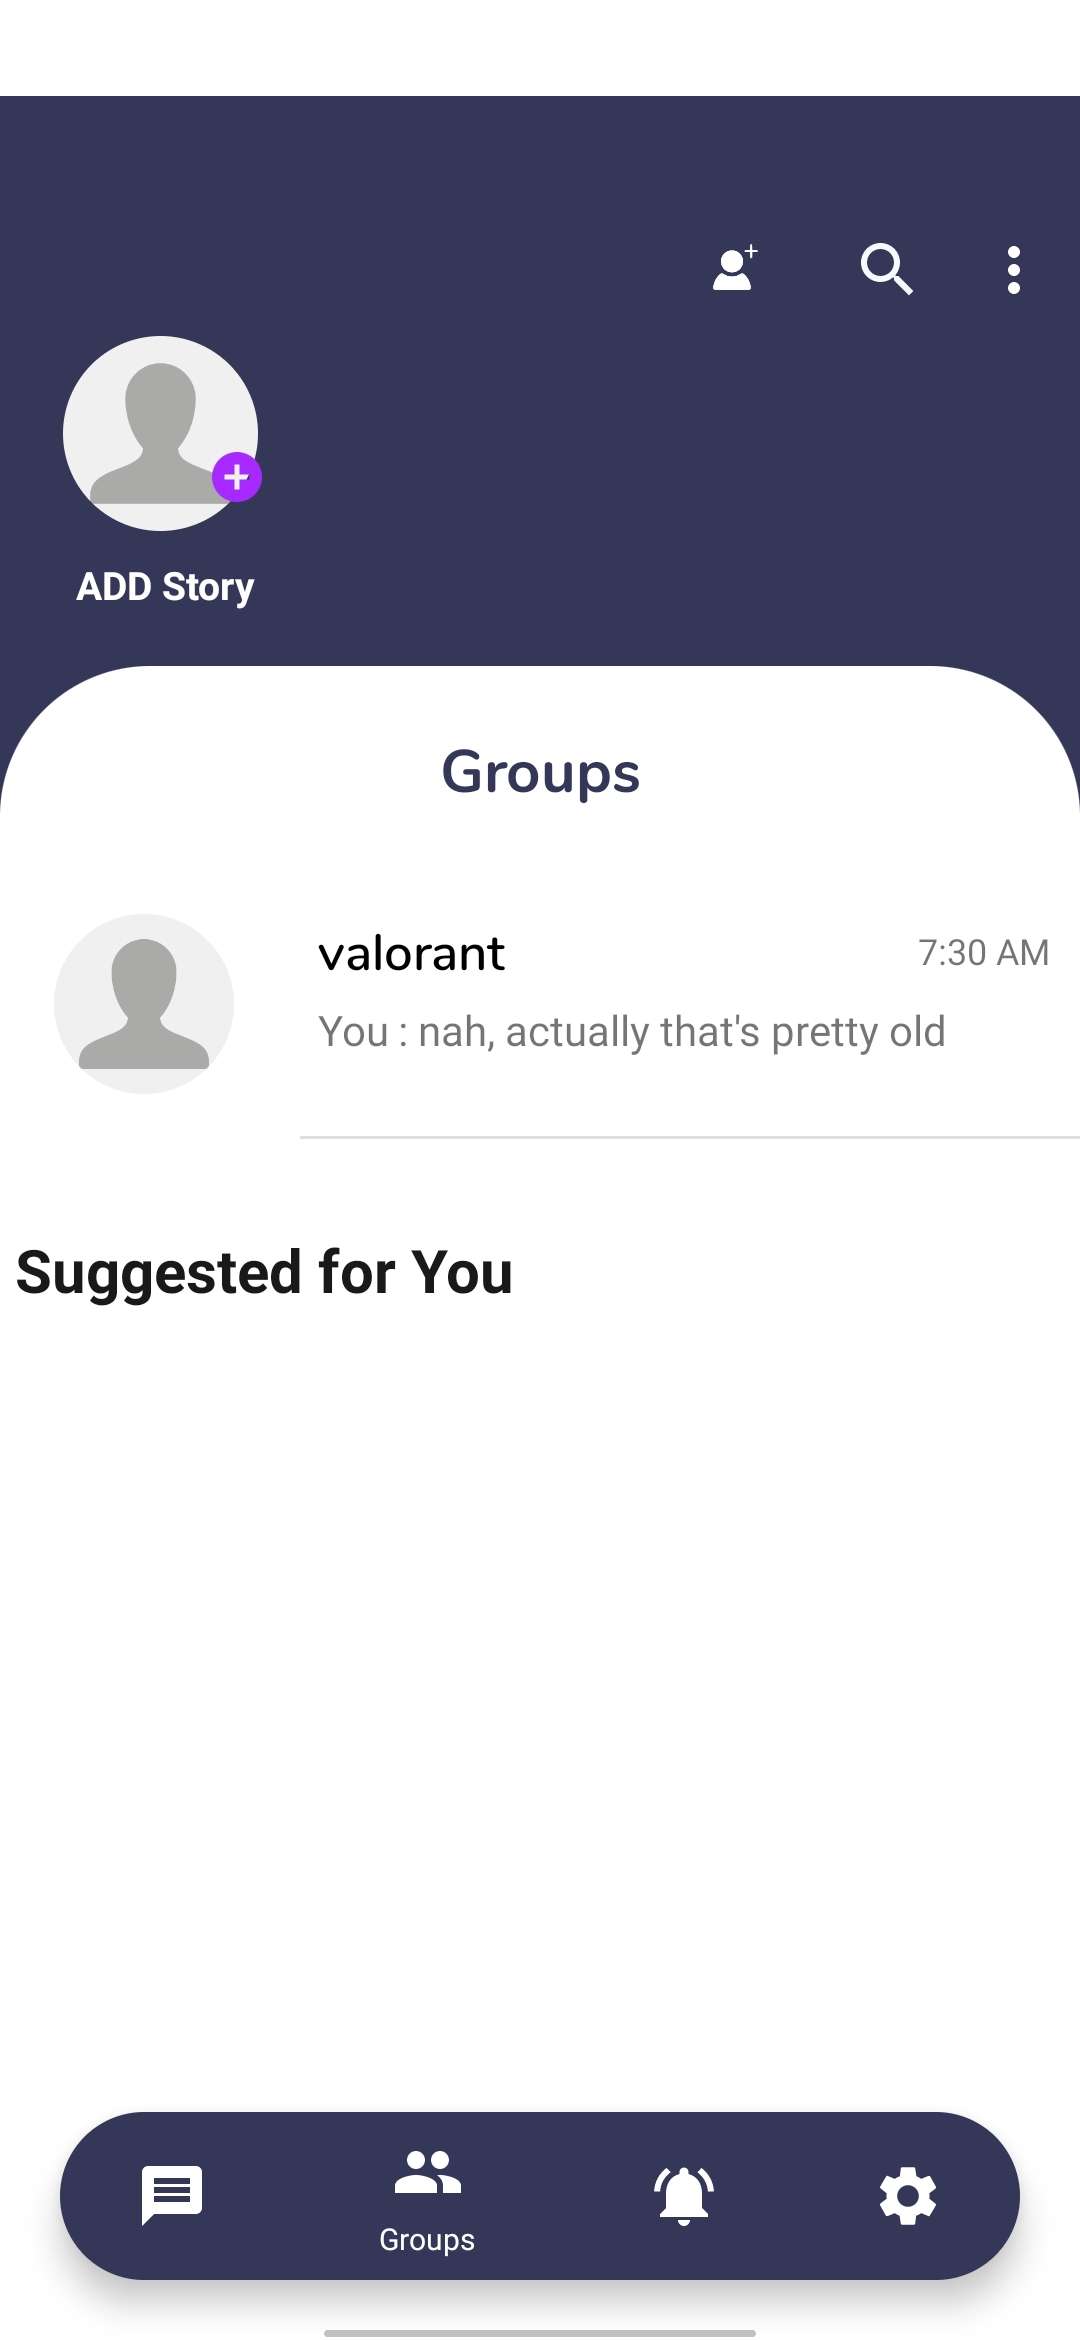 ADD Story
Groups
valorant
7:30 AM
You : nah, actually that's pretty old
Suggested for You
Groups